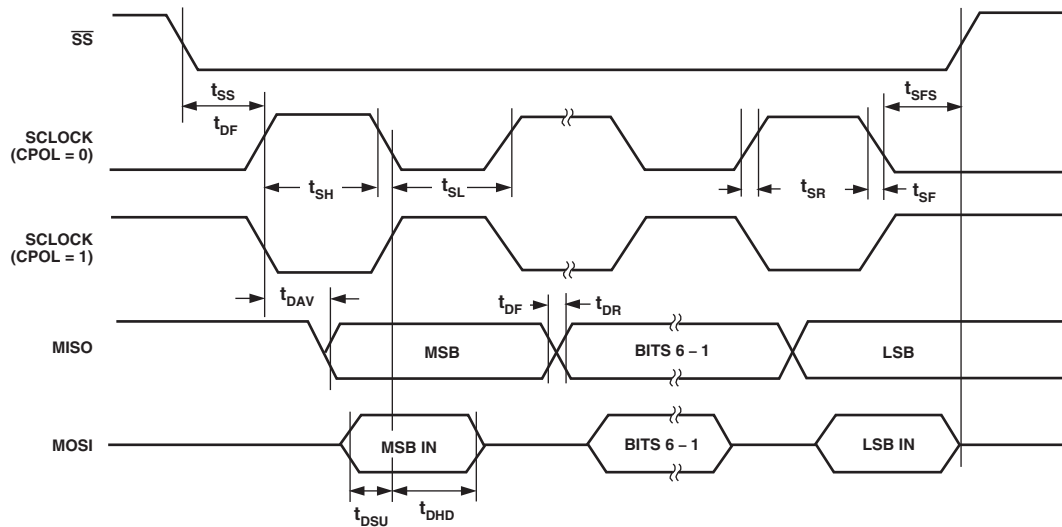 SS
tSS
tDF
tSFS
SCLOCK
(CPOL = 0)
tSH
tSL
tSR
tSF
SCLOCK
(CPOL = 1)
tDAV
tDF
tDR
MISO
MSB
BITS 6 – 1
LSB
MOSI
MSB IN
BITS 6 – 1
LSB IN
tDSU
tDHD